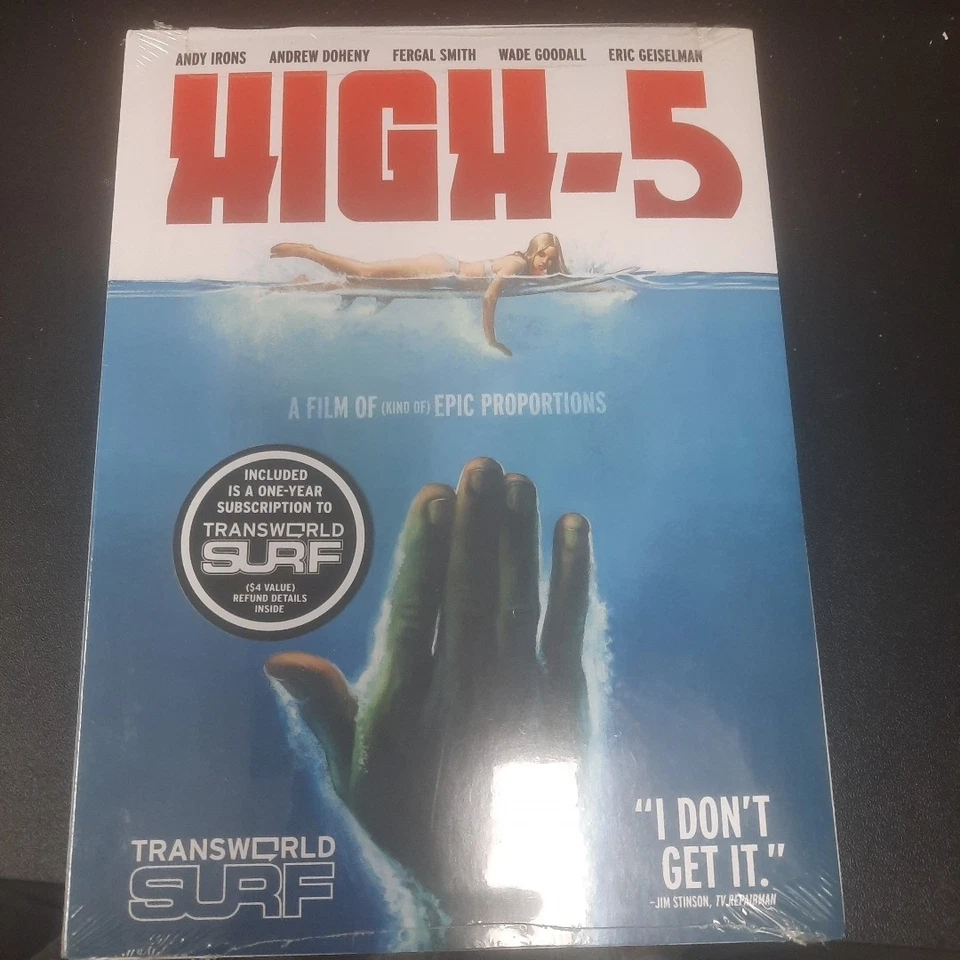 ANDY IRONS ANDREW DOHENY FERGAL SMITH WADE GOODALL ERIC GEISELMAN
HIGH-5
A FILM OF (KIND OF) EPIC PROPORTIONS
INCLUDED
IS A ONE-YEAR
SUBSCRIPTION TO
TRANSWORLD
SURF
($4 VALUE)
REFUND DETAILS
INSIDE
"I DON'T
GET IT."
-JIM STINSON, TV REPAIRMAN
TRANSWORLD
SURF